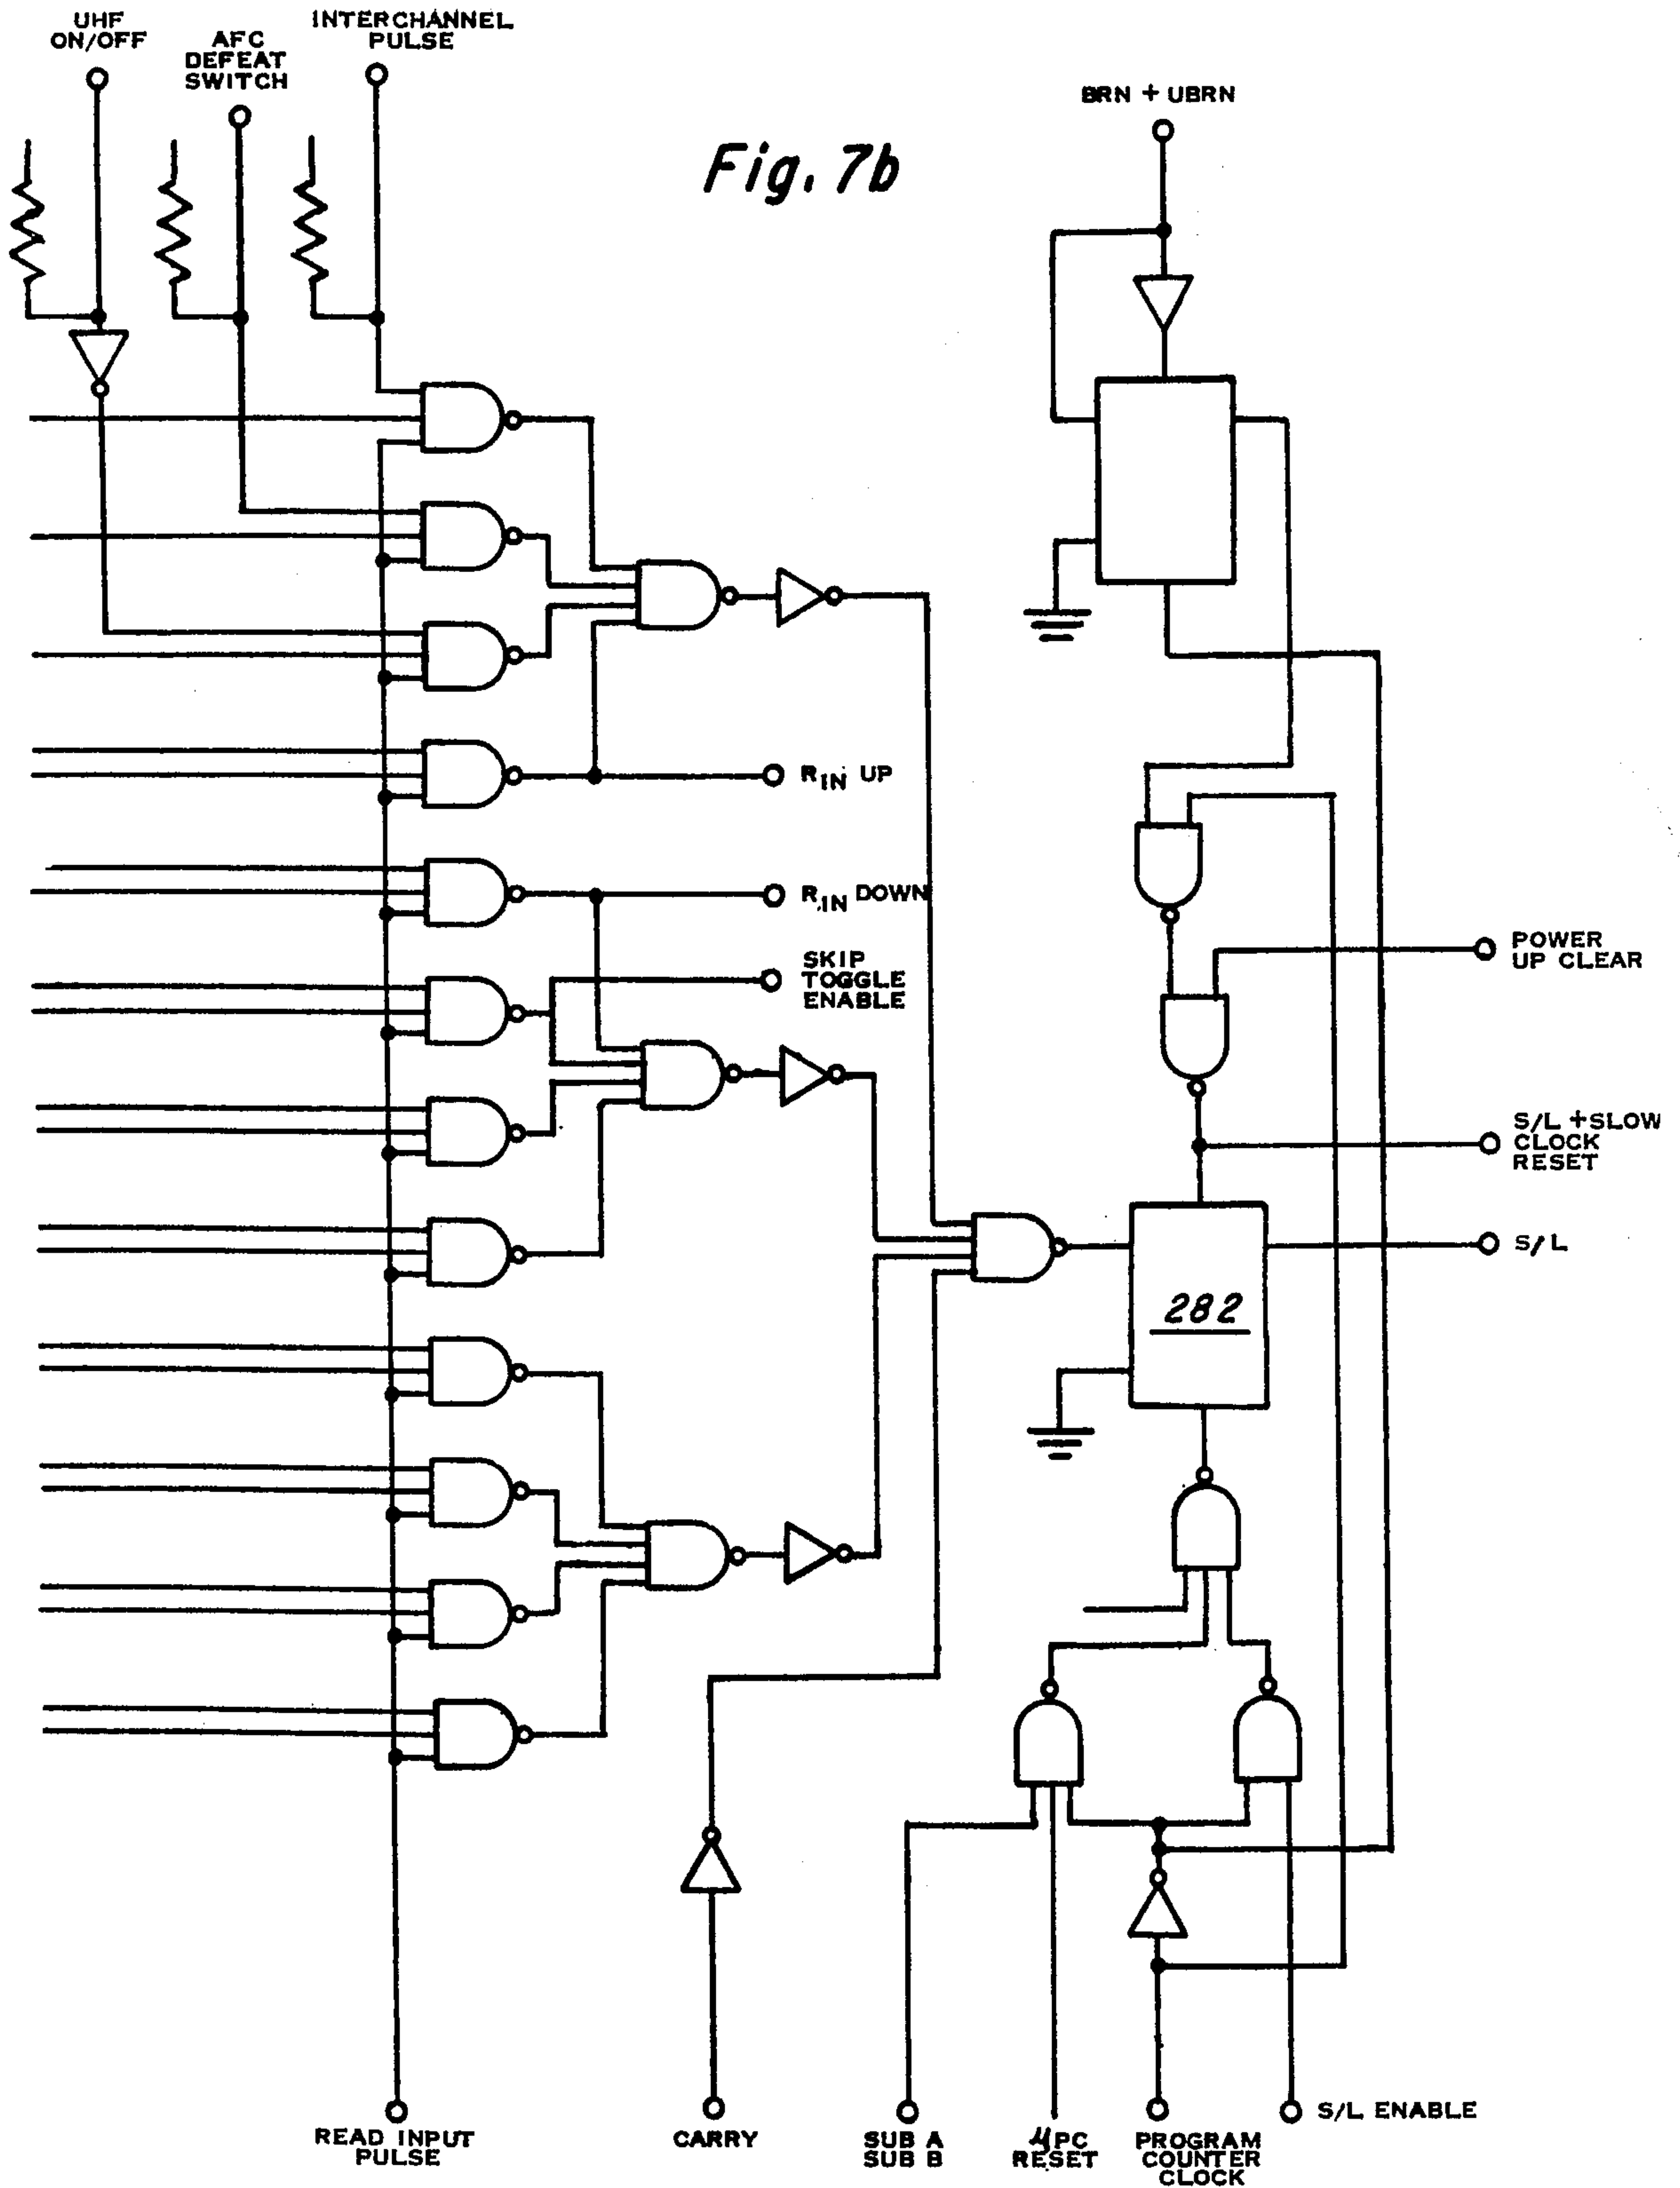 UHF
ON/OFF
AFC
DEFEAT
SWITCH
INTERCHANNEL
PULSE
BRN + UBRN
Fig. 7b
RIN UP
RIN DOWN
SKIP
TOGGLE
ENABLE
POWER
UP CLEAR
S/L +SLOW
CLOCK
RESET
S/L
282
READ INPUT
PULSE
CARRY
SUB A
SUB B
μPC
RESET
PROGRAM
COUNTER
CLOCK
S/L ENABLE